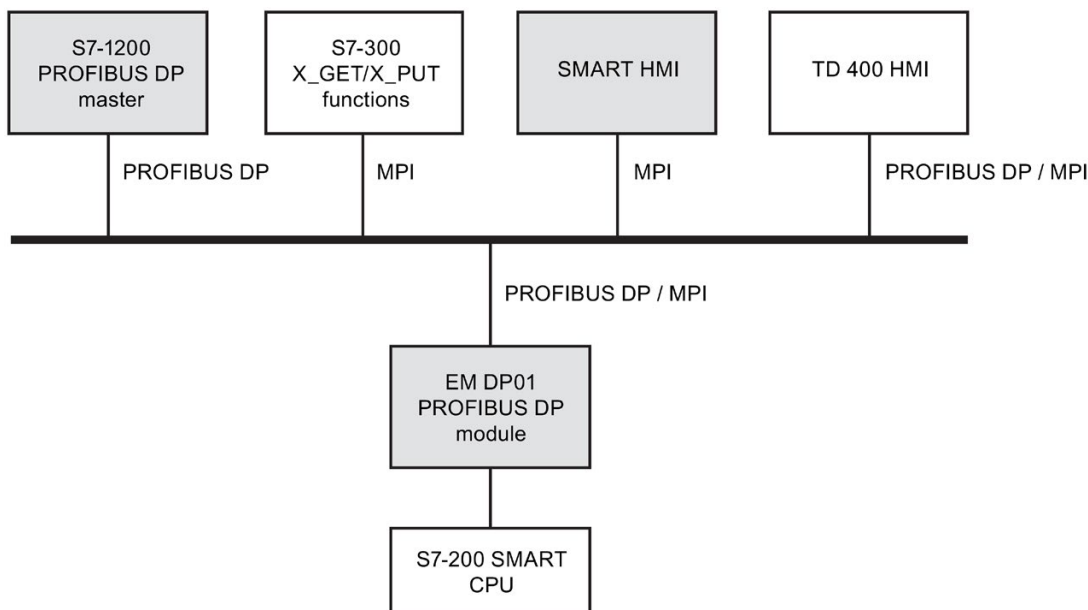 S7-1200
PROFIBUS DP
master
S7-300
X_GET/X_PUT
functions
SMART HMI
TD 400 HMI
PROFIBUS DP
MPI
MPI
PROFIBUS DP / MPI
PROFIBUS DP / MPI
EM DP01
PROFIBUS DP
module
S7-200 SMART
CPU